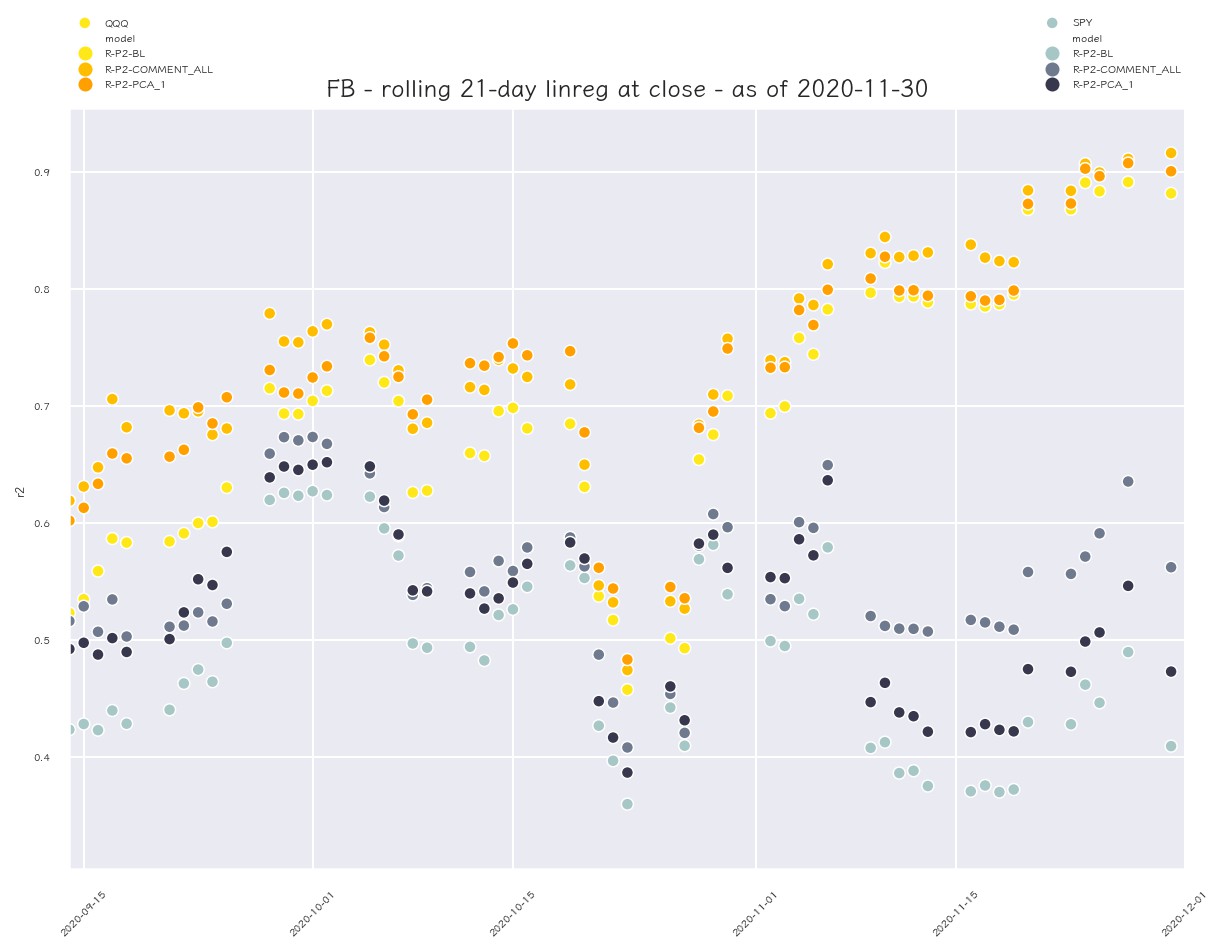 QQQ
model
R-P2-BL
R-P2-COMMENT_ALL
R-P2-PCA_1
SPY
model
R-P2-BL
R-P2-COMMENT_ALL
R-P2-PCA_1
FB - rolling 21-day linreg at close - as of 2020-11-30
0.9
0.8
0.7
0.6
0.5
0.4
r2
2020-09-15
2020-10-01
2020-10-15
2020-11-01
2020-11-15
2020-12-01